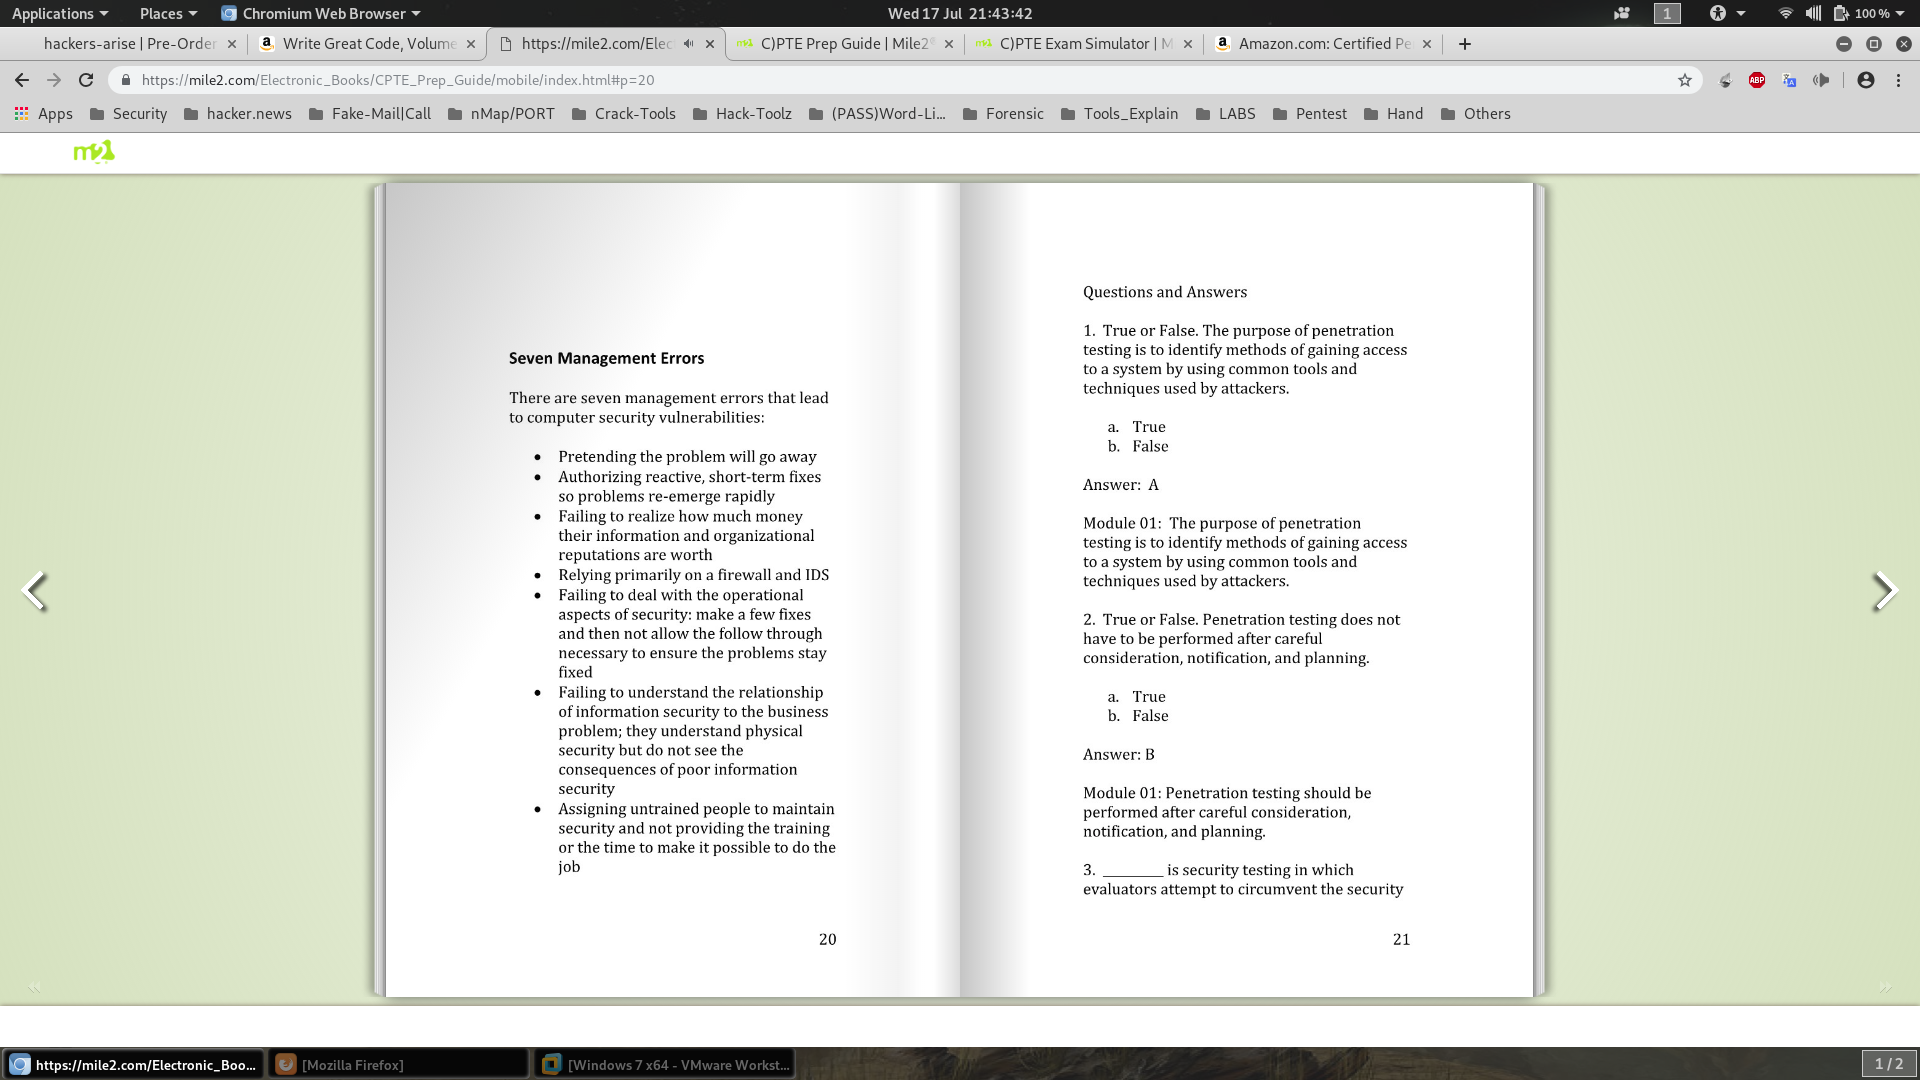 Applications
Places
Chromium Web Browser
Wed 17 Jul 21:43:42
1
100 %
hackers-arise | Pre-Order
Write Great Code, Volume
https://mile2.com/Elec
C)PTE Prep Guide | Mile2
C)PTE Exam Simulator | M
Amazon.com: Certified Pe
https://mile2.com/Electronic_Books/CPTE_Prep_Guide/mobile/index.html#p=20
ABP
Apps
Security
hacker.news
Fake-Mail|Call
nMap/PORT
Crack-Tools
Hack-Toolz
(PASS)Word-Li...
Forensic
Tools_Explain
LABS
Pentest
Hand
Others
m2
Seven Management Errors
There are seven management errors that lead
to computer security vulnerabilities:
• Pretending the problem will go away
• Authorizing reactive, short-term fixes
so problems re-emerge rapidly
• Failing to realize how much money
their information and organizational
reputations are worth
• Relying primarily on a firewall and IDS
• Failing to deal with the operational
aspects of security: make a few fixes
and then not allow the follow through
necessary to ensure the problems stay
fixed
• Failing to understand the relationship
of information security to the business
problem; they understand physical
security but do not see the
consequences of poor information
security
• Assigning untrained people to maintain
security and not providing the training
or the time to make it possible to do the
job
20
Questions and Answers
1. True or False. The purpose of penetration
testing is to identify methods of gaining access
to a system by using common tools and
techniques used by attackers.
a. True
b. False
Answer: A
Module 01: The purpose of penetration
testing is to identify methods of gaining access
to a system by using common tools and
techniques used by attackers.
2. True or False. Penetration testing does not
have to be performed after careful
consideration, notification, and planning.
a. True
b. False
Answer: B
Module 01: Penetration testing should be
performed after careful consideration,
notification, and planning.
3. ________ is security testing in which
evaluators attempt to circumvent the security
21
https://mile2.com/Electronic_Boo...
[Mozilla Firefox]
[Windows 7 x64 - VMware Workst...
1 / 2